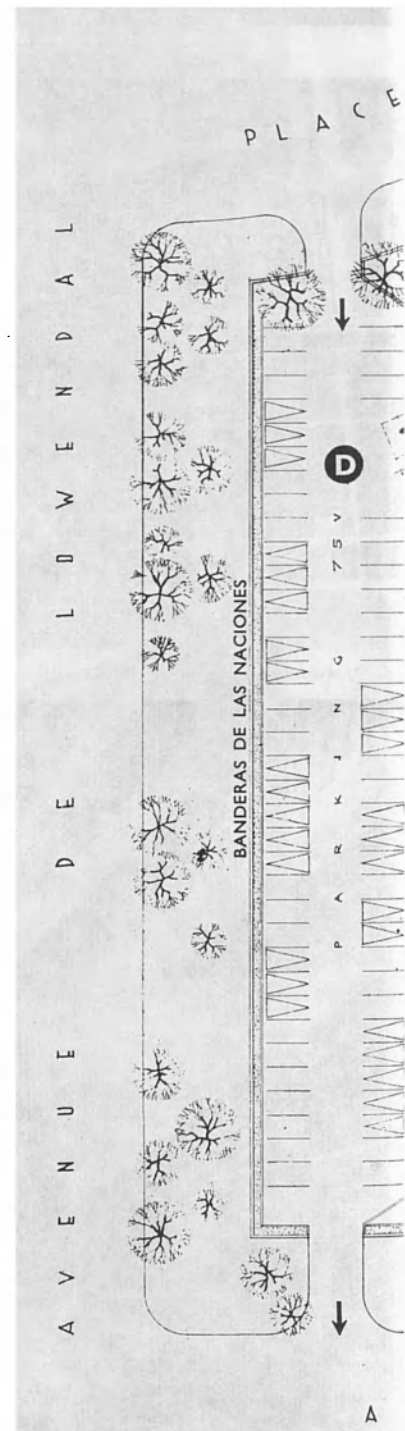 PLACE
AVENUE DE LOWENDAL
BANDERAS DE LAS NACIONES
PARKING 75 V
D
A